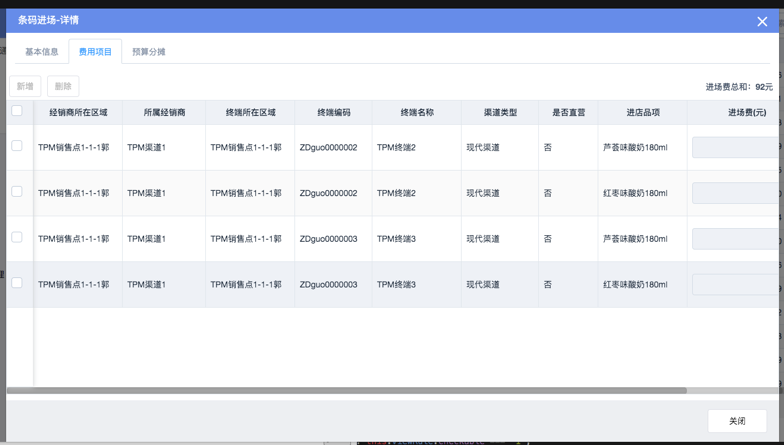 条码进场-详情
基本信息 费用项目 预算分摊
新增 删除 进场费总和：92元
经销商所在区域 所属经销商 终端所在区域 终端编码 终端名称 渠道类型 是否直营 进店品项 进场费(元)
TPM销售点1-1-1郭 TPM渠道1 TPM销售点1-1-1郭 ZDguo0000002 TPM终端2 现代渠道 否 芦荟味酸奶180ml
TPM销售点1-1-1郭 TPM渠道1 TPM销售点1-1-1郭 ZDguo0000002 TPM终端2 现代渠道 否 红枣味酸奶180ml
TPM销售点1-1-1郭 TPM渠道1 TPM销售点1-1-1郭 ZDguo0000003 TPM终端3 现代渠道 否 芦荟味酸奶180ml
TPM销售点1-1-1郭 TPM渠道1 TPM销售点1-1-1郭 ZDguo0000003 TPM终端3 现代渠道 否 红枣味酸奶180ml
关闭